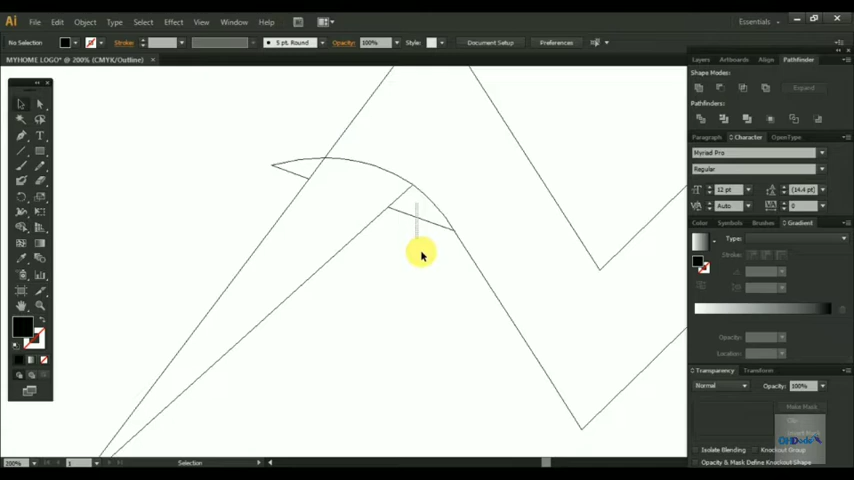 Ai File Edit Object Type Select Effect View Window Help Essentials
No Selection Stroke: 5 pt. Round Opacity: 100% Style: Document Setup Preferences
MYHOME LOGO* @ 200% (CMYK/Outline)
Layers Artboards Align Pathfinder
Shape Modes:
Expand
Pathfinders:
Paragraph Character OpenType
Myriad Pro
Regular
12 pt (14.4 pt)
Auto 0
Color Symbols Brushes Gradient
Type:
Stroke:
Opacity:
Location:
Transparency Transform
Normal Opacity: 100%
Make Mask
Clip
Invert Mask
OHDode
Isolate Blending Knockout Group
Opacity & Mask Define Knockout Shape
200% 1 Selection